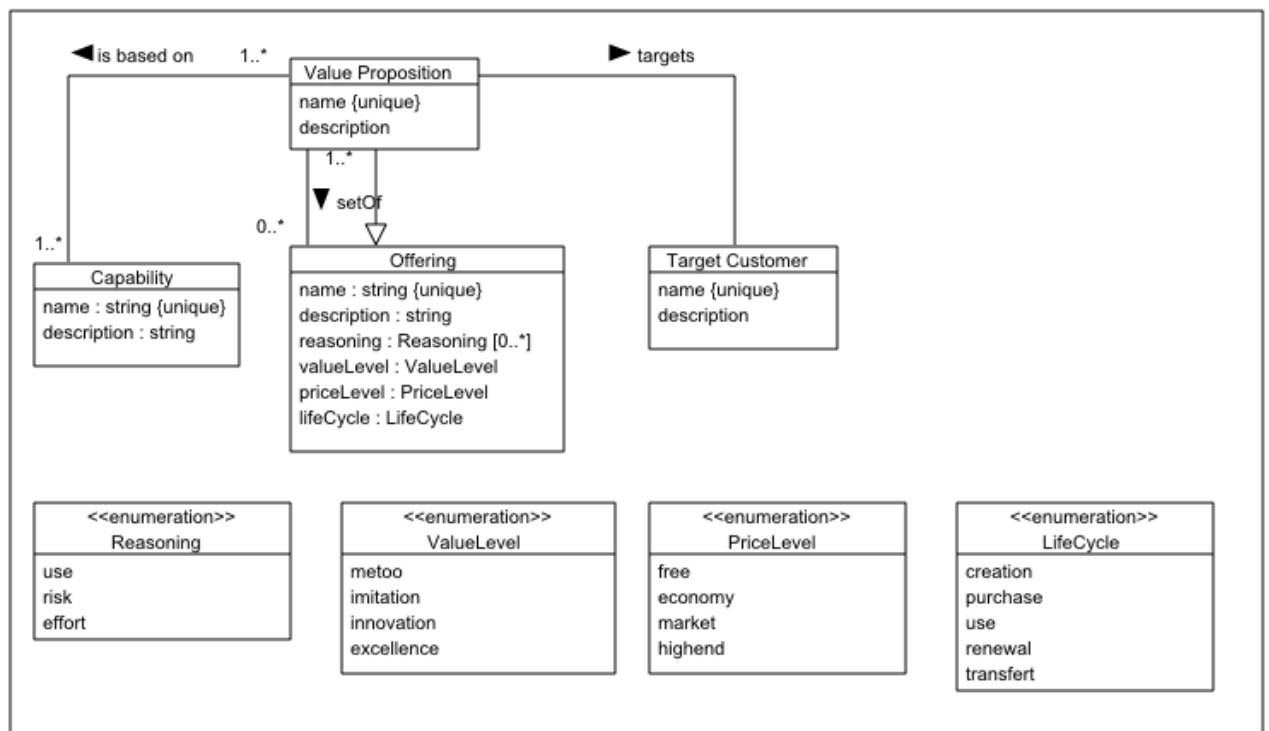 is based on
1..*
targets
Value Proposition
name {unique}
description
1..*
setOf
0..*
1..*
Capability
name : string {unique}
description : string
Offering
name : string {unique}
description : string
reasoning : Reasoning [0..*]
valueLevel : ValueLevel
priceLevel : PriceLevel
lifeCycle : LifeCycle
Target Customer
name {unique}
description
<<enumeration>>
Reasoning
use
risk
effort
<<enumeration>>
ValueLevel
metoo
imitation
innovation
excellence
<<enumeration>>
PriceLevel
free
economy
market
highend
<<enumeration>>
LifeCycle
creation
purchase
use
renewal
transfert